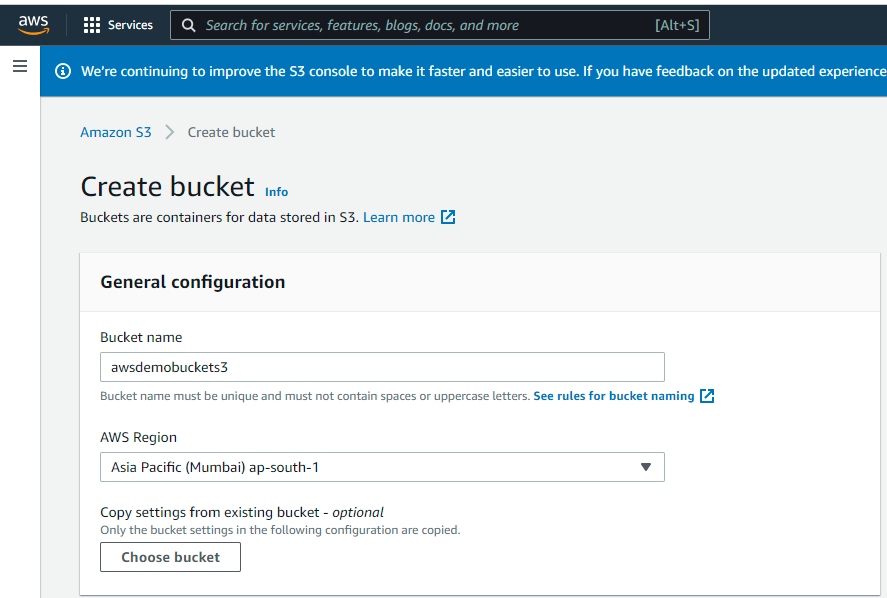 aws Services Search for services, features, blogs, docs, and more [Alt+S]
We're continuing to improve the S3 console to make it faster and easier to use. If you have feedback on the updated experience
Amazon S3 Create bucket
Create bucket Info
Buckets are containers for data stored in S3. Learn more
General configuration
Bucket name
awsdemobuckets3
Bucket name must be unique and must not contain spaces or uppercase letters. See rules for bucket naming
AWS Region
Asia Pacific (Mumbai) ap-south-1
Copy settings from existing bucket - optional
Only the bucket settings in the following configuration are copied.
Choose bucket